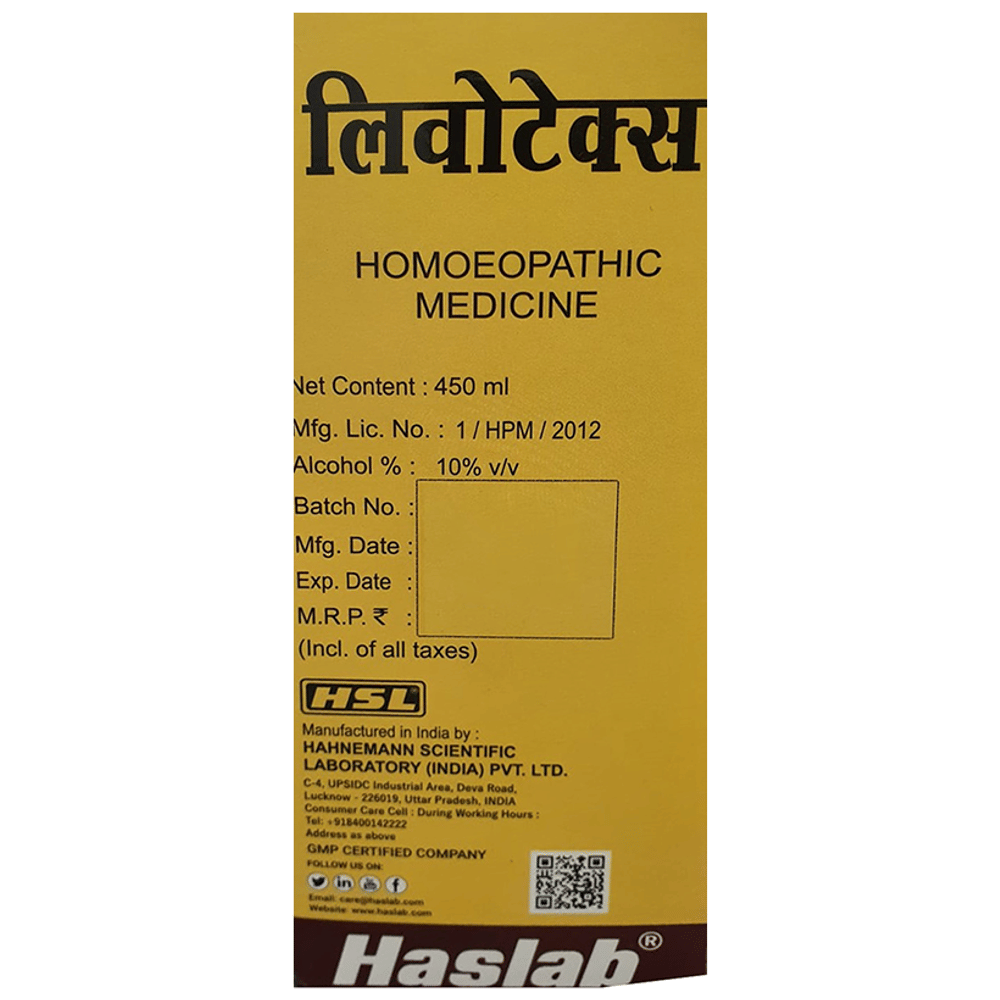 लिवोटेक्स
HOMOEOPATHIC
MEDICINE
Net Content : 450 ml
Mfg. Lic. No. : 1 / HPM / 2012
Alcohol % : 10% v/v
Batch No. :
Mfg. Date :
Exp. Date :
M.R.P. ₹ :
(Incl. of all taxes)
HSL
Manufactured in India by :
HAHNEMANN SCIENTIFIC
LABORATORY (INDIA) PVT. LTD.
C-4, UPSIDC Industrial Area, Deva Road,
Lucknow - 226019, Uttar Pradesh, INDIA
Consumer Care Cell : During Working Hours :
Tel: +918400142222
Address as above
GMP CERTIFIED COMPANY
FOLLOW US ON:
Email: care@haslab.com
Website: www.haslab.com
Haslab®